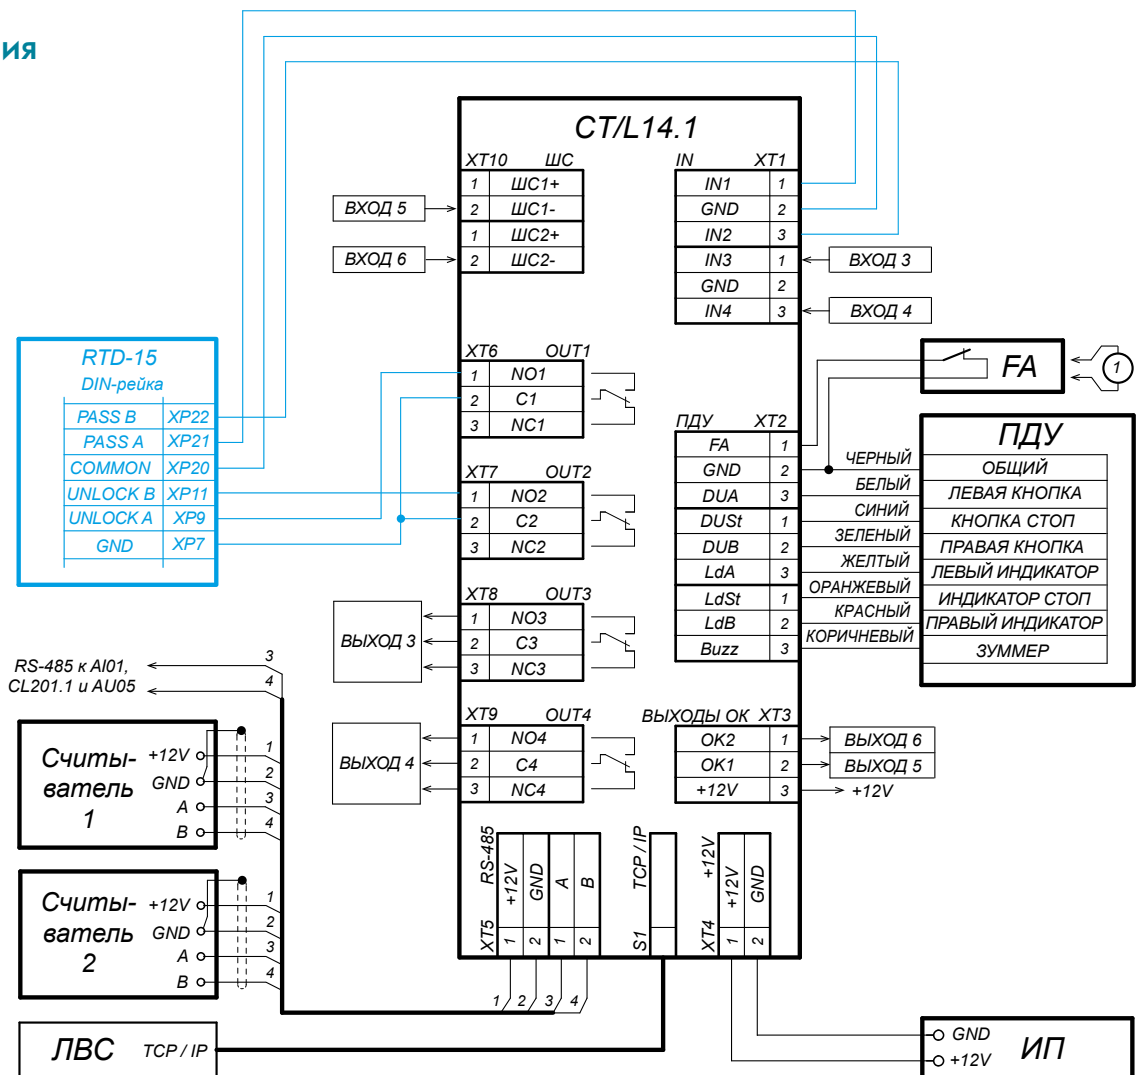 ия
CT/L14.1
XT10 ШС
1 ШС1+
2 ШС1-
1 ШС2+
2 ШС2-
ВХОД 5
ВХОД 6
IN XT1
IN1 1
GND 2
IN2 3
IN3 1
GND 2
IN4 3
ВХОД 3
ВХОД 4
RTD-15
DIN-рейка
PASS B XP22
PASS A XP21
COMMON XP20
UNLOCK B XP11
UNLOCK A XP9
GND XP7
XT6 OUT1
1 NO1
2 C1
3 NC1
XT7 OUT2
1 NO2
2 C2
3 NC2
XT8 OUT3
1 NO3
2 C3
3 NC3
ВЫХОД 3
XT9 OUT4
1 NO4
2 C4
3 NC4
ВЫХОД 4
FA
1
ПДУ XT2
FA 1
GND 2
DUA 3
DUSt 1
DUB 2
LdA 3
LdSt 1
LdB 2
Buzz 3
ЧЕРНЫЙ
БЕЛЫЙ
СИНИЙ
ЗЕЛЕНЫЙ
ЖЕЛТЫЙ
ОРАНЖЕВЫЙ
КРАСНЫЙ
КОРИЧНЕВЫЙ
ПДУ
ОБЩИЙ
ЛЕВАЯ КНОПКА
КНОПКА СТОП
ПРАВАЯ КНОПКА
ЛЕВЫЙ ИНДИКАТОР
ИНДИКАТОР СТОП
ПРАВЫЙ ИНДИКАТОР
ЗУММЕР
ВЫХОДЫ ОК XT3
OK2 1
OK1 2
+12V 3
ВЫХОД 6
ВЫХОД 5
+12V
RS-485 к AI01,
CL201.1 и AU05
3
4
Считы-
ватель
1
+12V 1
GND 2
A 3
B 4
Считы-
ватель
2
+12V 1
GND 2
A 3
B 4
XT5 RS-485
1 +12V
2 GND
1 A
2 B
1 2 3 4
S1 TCP / IP
XT4 +12V
1 +12V
2 GND
ЛВС TCP / IP
GND
+12V
ИП